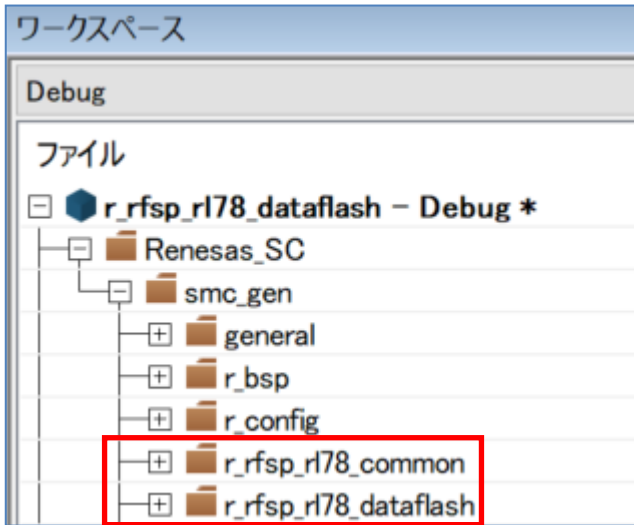 ワークスペース
Debug
ファイル
r_rfsp_rl78_dataflash - Debug *
Renesas_SC
smc_gen
general
r_bsp
r_config
r_rfsp_rl78_common
r_rfsp_rl78_dataflash